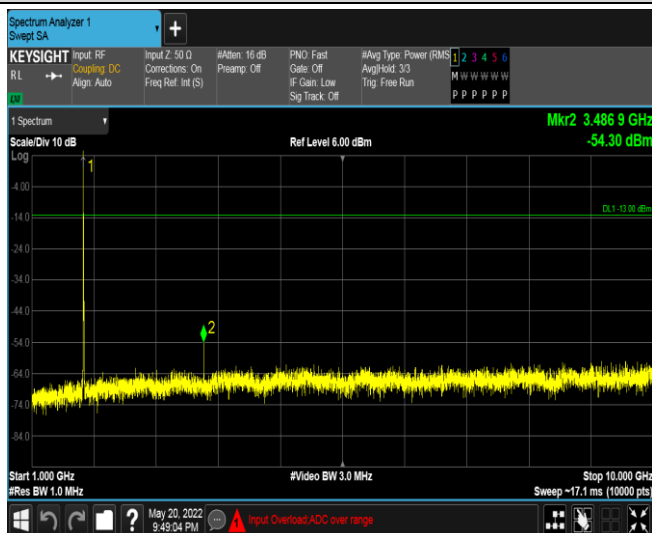 Spectrum Analyzer 1
Swept SA
+
KEYSIGHT
RL
Input: RF
Coupling: DC
Align: Auto
Input Z: 50 Ω
Corrections: On
Freq Ref: Int (S)
#Atten: 16 dB
Preamp: Off
PNO: Fast
Gate: Off
IF Gain: Low
Sig Track: Off
#Avg Type: Power (RMS
Avg|Hold: 3/3
Trig: Free Run
1 2 3 4 5 6
M W W W W W
P P P P P P
1 Spectrum
Scale/Div 10 dB
Ref Level 6.00 dBm
Mkr2 3.486 9 GHz
-54.30 dBm
Log
1
-4.00
DL1 -13.00 dBm
-14.0
-24.0
-34.0
-44.0
2
-54.0
-64.0
-74.0
-84.0
Start 1.000 GHz
#Video BW 3.0 MHz
Stop 10.000 GHz
#Res BW 1.0 MHz
Sweep ~17.1 ms (10000 pts)
?
May 20, 2022
9:49:04 PM
1
Input Overload;ADC over range